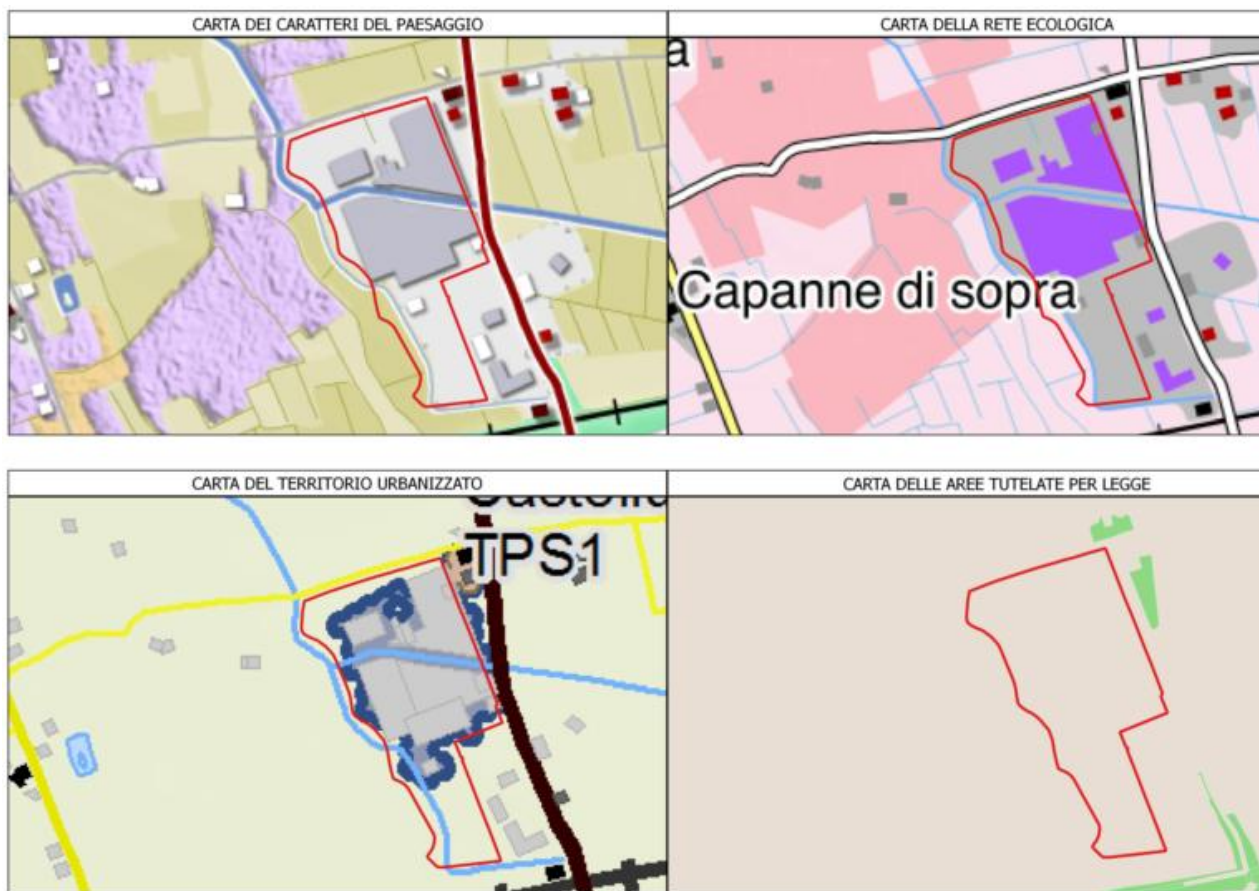 CARTA DEI CARATTERI DEL PAESAGGIO
CARTA DELLA RETE ECOLOGICA
a
Capanne di sopra
CARTA DEL TERRITORIO URBANIZZATO
CARTA DELLE AREE TUTELATE PER LEGGE
TPS1